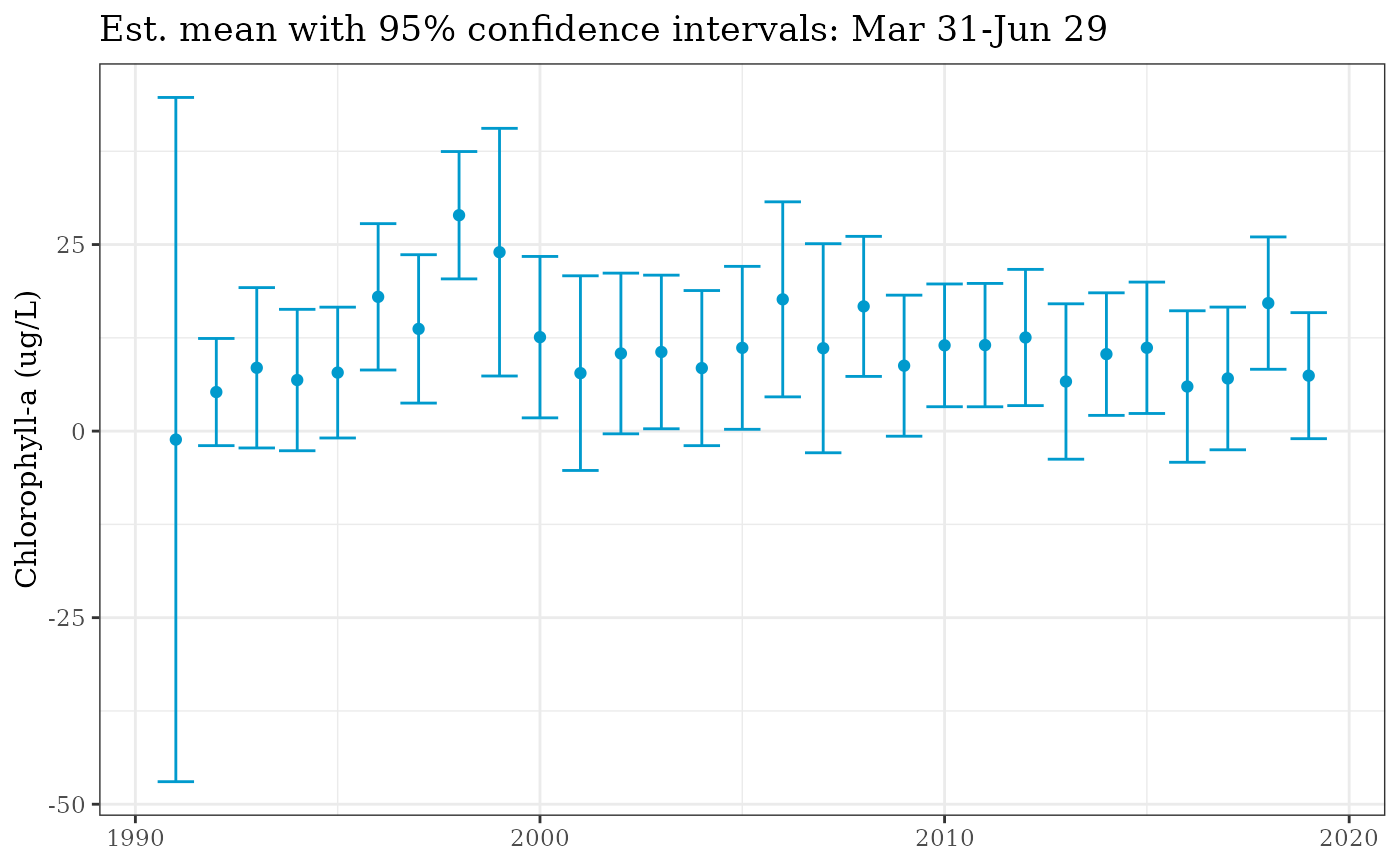 Est. mean with 95% confidence intervals: Mar 31-Jun 29
Chlorophyll-a (ug/L)
25
0
-25
-50
1990 2000 2010 2020